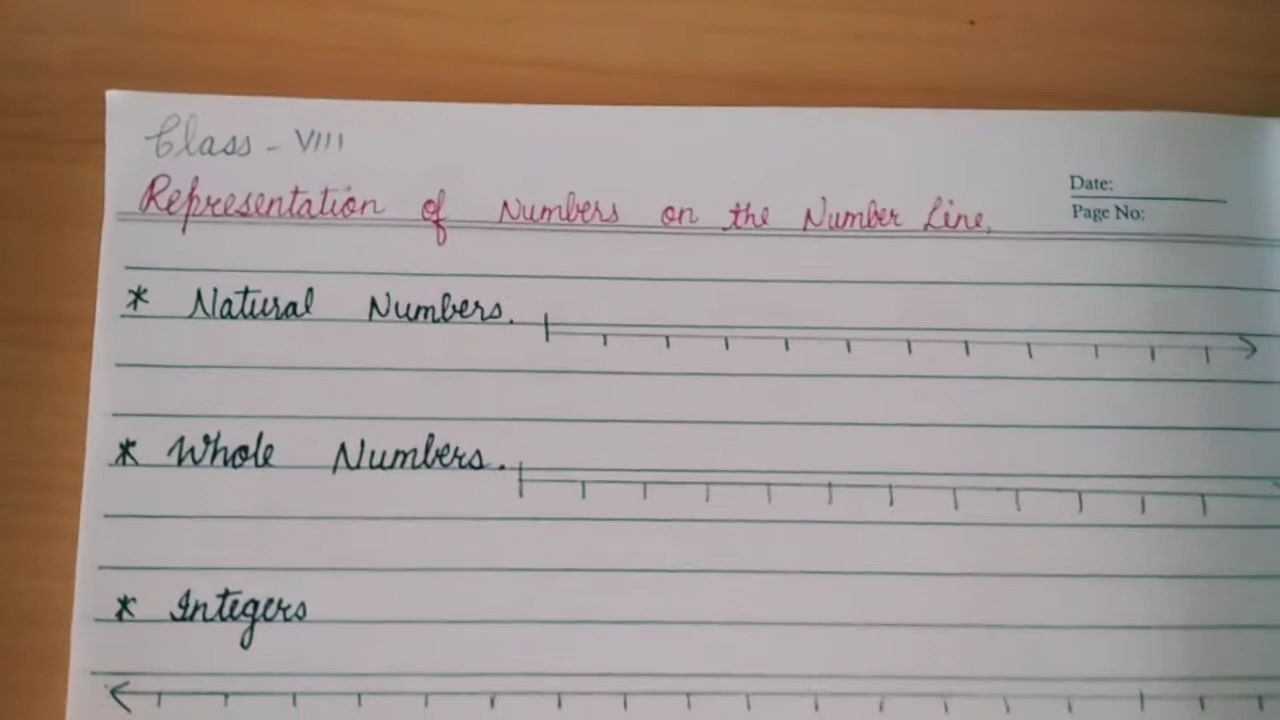 Class - VIII
Representation of Numbers on the Number Line.
Date:
Page No:
* Natural Numbers.
* Whole Numbers.
* Integers